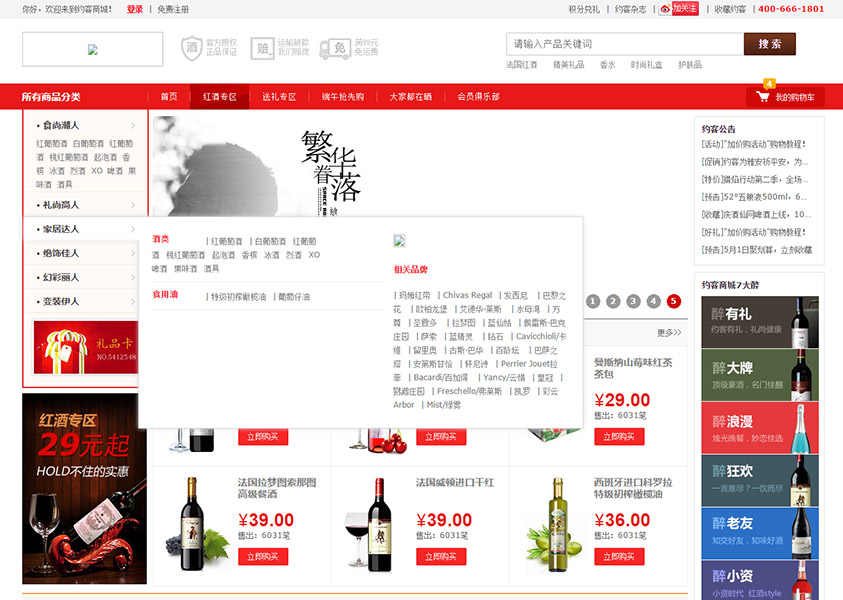 你好，欢迎来到约客商城！ 登录 | 免费注册
积分兑礼 | 约客杂志 | 加关注 | 收藏约客 | 400-666-1801
酒 官方授权 正品保证
赔 运输破碎 我们赔偿
免 满99元 免运惠
请输入产品关键词 搜 索
法国红酒 精美礼品 香水 时尚礼盒 护肤品
所有商品分类 首页 红酒专区 送礼专区 端午抢先购 大家都在晒 会员俱乐部
4 我的购物车
• 食尚潮人
红葡萄酒 白葡萄酒 红葡萄
酒 桃红葡萄酒 起泡酒 香
槟 冰酒 烈酒 XO 啤酒 果
味酒 酒具
• 礼尚高人
• 家居达人
• 绝饰佳人
• 幻彩丽人
• 变装伊人
礼品卡
NO.5412548
红酒专区
29元起
HOLD不住的实惠
繁华
眷
落
酒类
| 红葡萄酒 | 白葡萄酒 红葡萄
酒 桃红葡萄酒 起泡酒 香槟 冰酒 烈酒 XO
啤酒 果味酒 酒具
食用油
| 特级初榨橄榄油 | 葡萄仔油
相关品牌
| 玛姆红带 | Chivas Regal | 发西尼 | 巴黎之
花 | 欧柏龙堡 | 艾德华·莱斯 | 水母湾 | 方
尊 | 圣霞多 | 拉梦图 | 蓝仙姑 | 佩雷斯·巴克
庄园 | 萨索 | 蓝精灵 | 钻石 | Cavicchioli/卡
维 | 留里奥 | 古斯·巴华 | 百龄坛 | 巴萨之
塔 | 安第斯甘恰 | 轩尼诗 | Perrier Jouet拉
菲 | Bacardi/百加得 | Yancy/云惜 | 皇冠 |
鹦鹉庄园 | Freschello/弗莱斯 | 凯罗 | 彩云
Arbor | Mist/绿雾
1 2 3 4 5
更多>>
曼斯纳山莓味红茶
茶包
¥29.00
售出：6031笔
立即购买 立即购买 立即购买
法国拉梦图索那图
高级餐酒
¥39.00
售出：6031笔
立即购买
法国威顿进口干红
¥39.00
售出：6031笔
立即购买
西班牙进口科罗拉
特级初榨橄榄油
¥36.00
售出：6031笔
立即购买
约客公告
[活动]"加价购活动"购物教程！
[促销]约客为雅安祈平安，为...
[特价]猎焰行动第二季，全场...
[预告]52°五粮液500ml，6...
[收藏]庆酒仙网啤酒上线，10...
[好礼]"加价购活动"购物教程！
[预告]5月1日聚划算，立刻收藏
约客商城7大醉
醉有礼
约客有礼，礼尚健康
醉大牌
顶级豪酒，名门佳酿
醉浪漫
烛光晚餐，妙恋佳选
醉狂欢
一言难尽？一饮而尽
醉老友
知交好友，知味好酒
醉小资
小资时代 红酒style